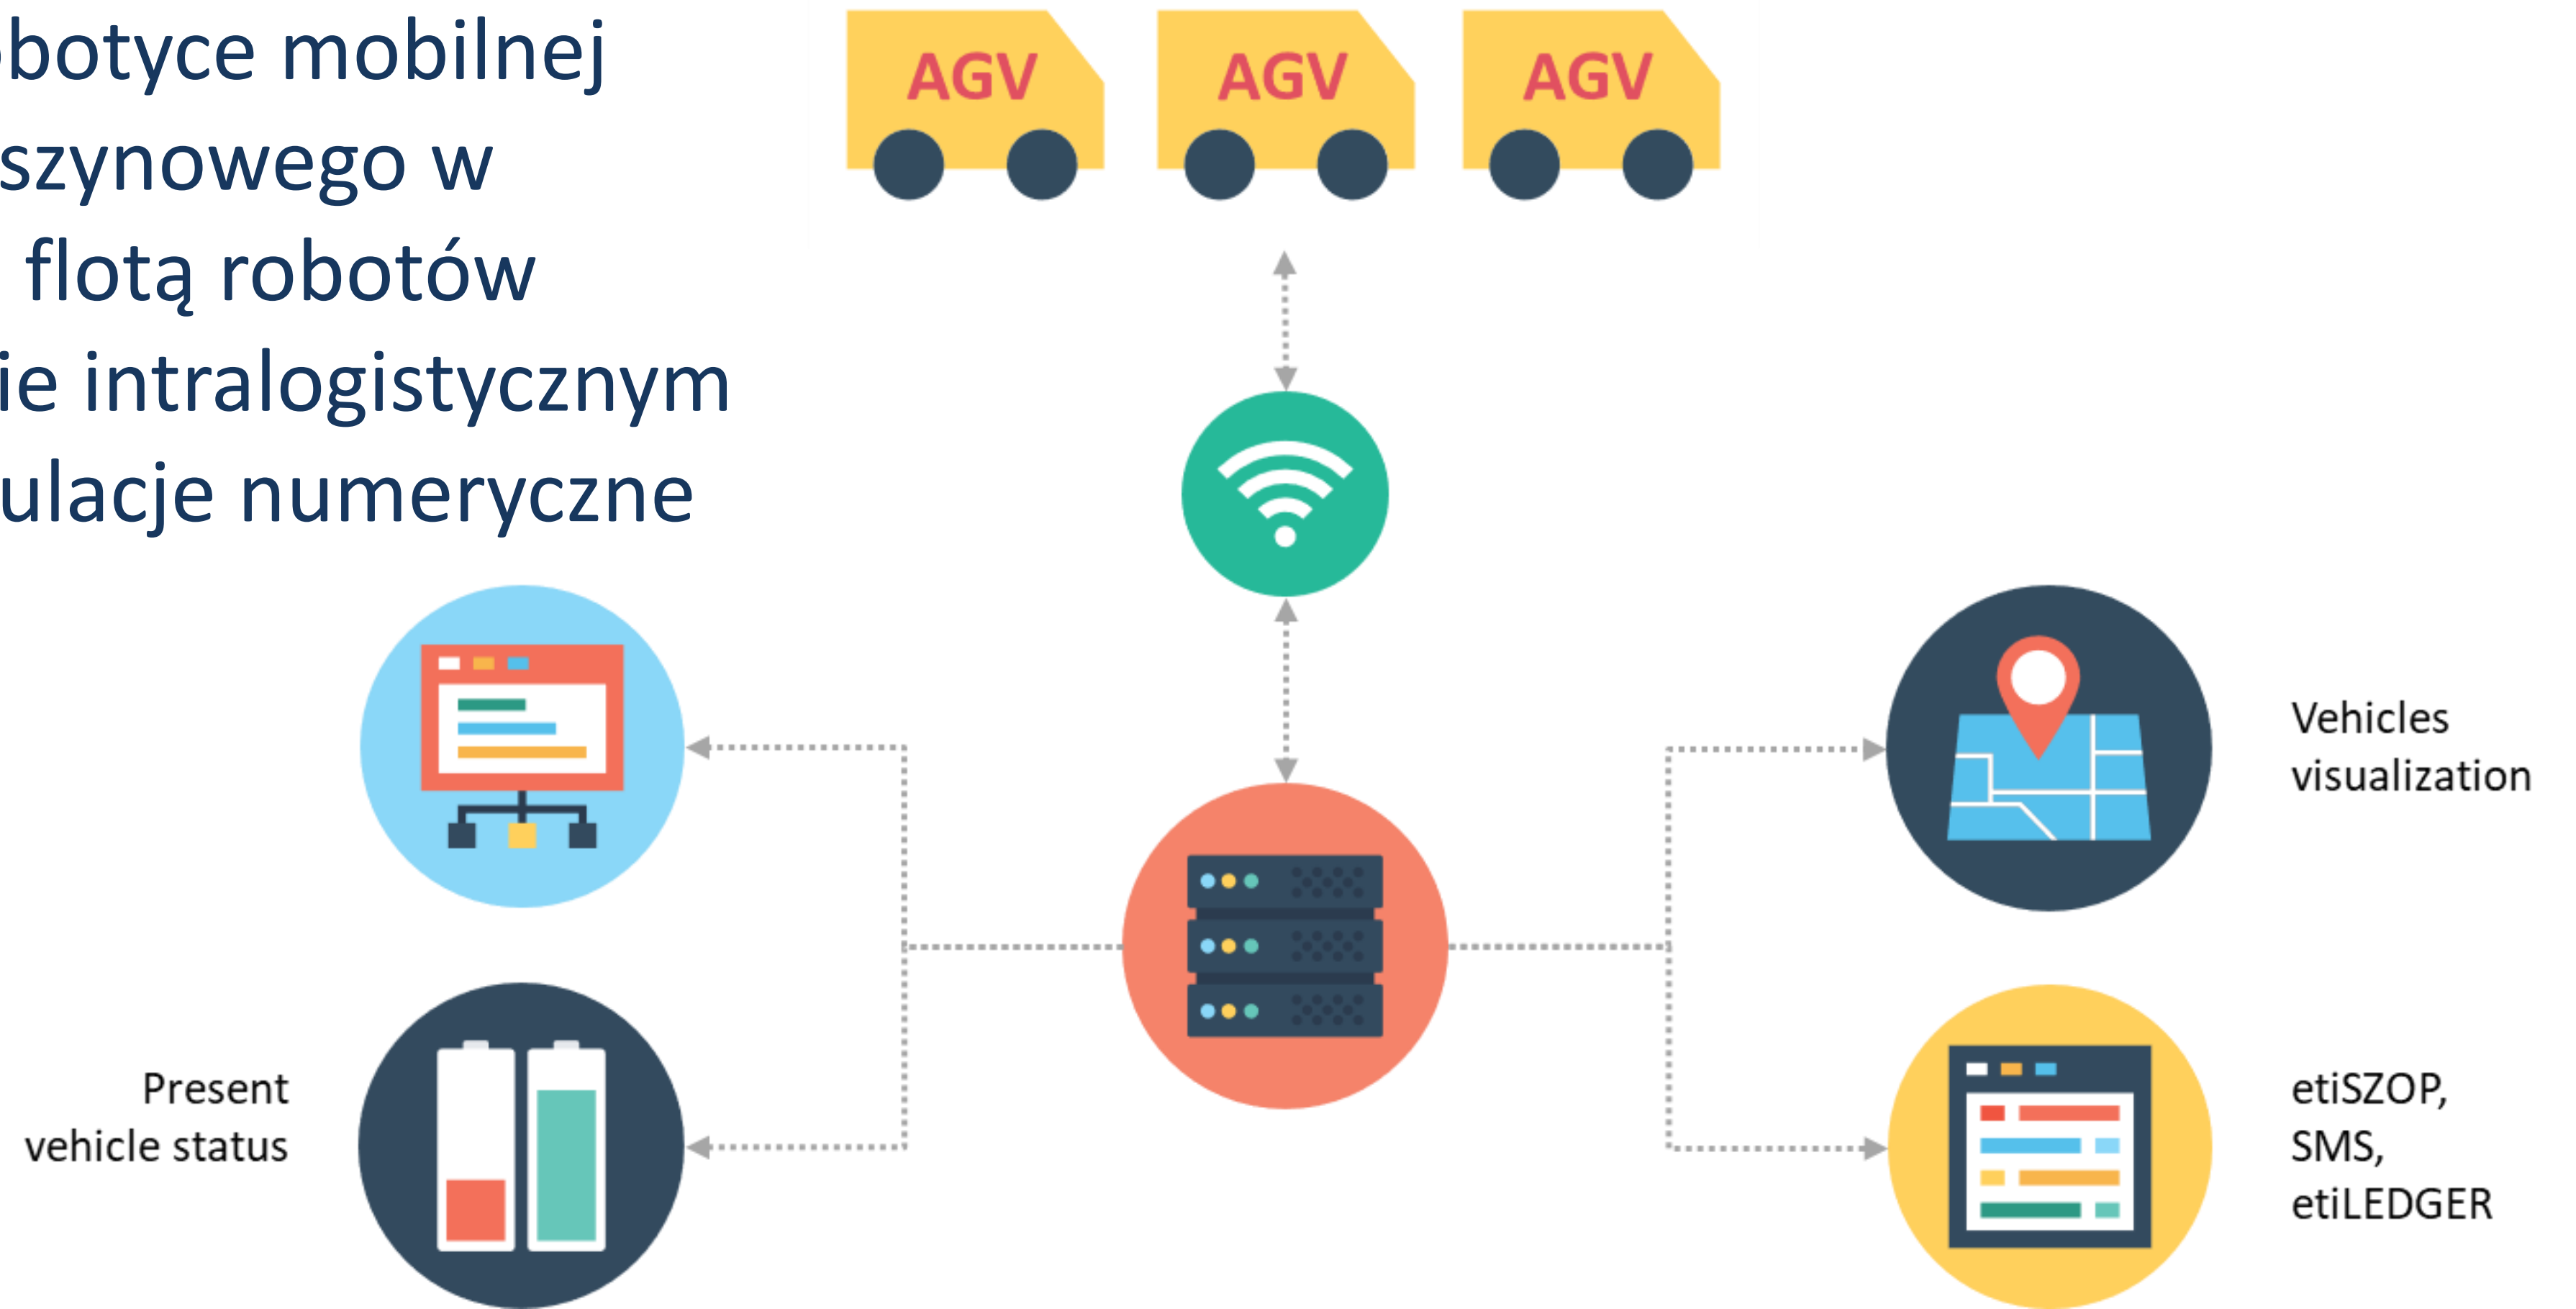 obotyce mobilnej
szynowego w
flotą robotów
ie intralogistycznym
ulacje numeryczne
AGV AGV AGV
Vehicles
visualization
Present
vehicle status
etiSZOP,
SMS,
etiLEDGER